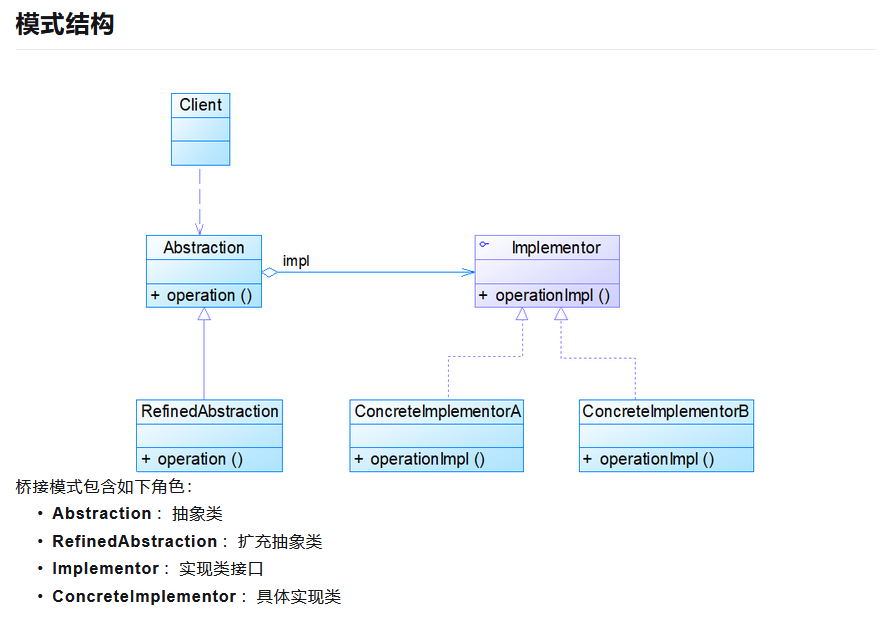 模式结构
Client
Abstraction
+ operation ()
impl
Implementor
+ operationImpl ()
RefinedAbstraction
+ operation ()
ConcreteImplementorA
+ operationImpl ()
ConcreteImplementorB
+ operationImpl ()
桥接模式包含如下角色：
• Abstraction： 抽象类
• RefinedAbstraction： 扩充抽象类
• Implementor： 实现类接口
• ConcreteImplementor： 具体实现类